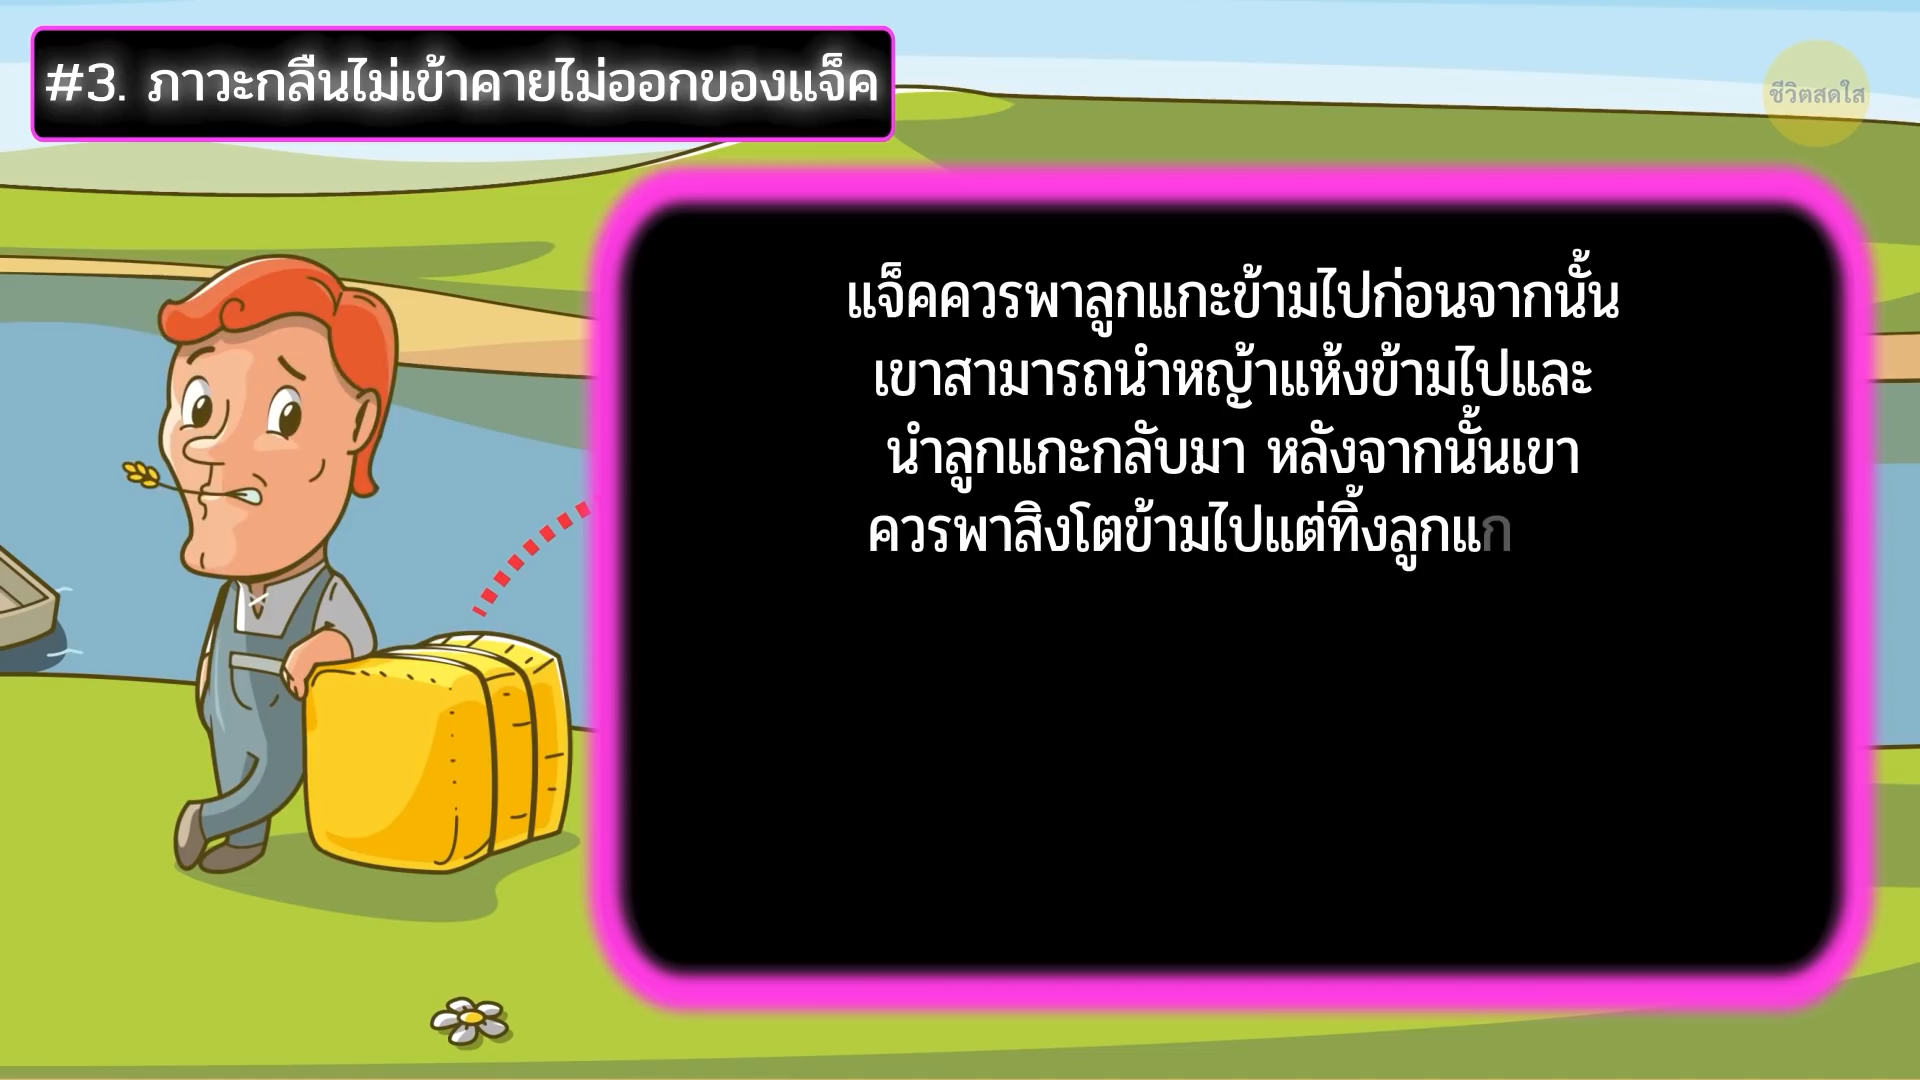 #3. ภาวะกลืนไม่เข้าคายไม่ออกของแจ็ค
ชีวิตสดใส
แจ็คควรพาลูกแกะข้ามไปก่อนจากนั้น
เขาสามารถนำหญ้าแห้งข้ามไปและ
นำลูกแกะกลับมา หลังจากนั้นเขา
ควรพาสิงโตข้ามไปแต่ทิ้งลูกแก